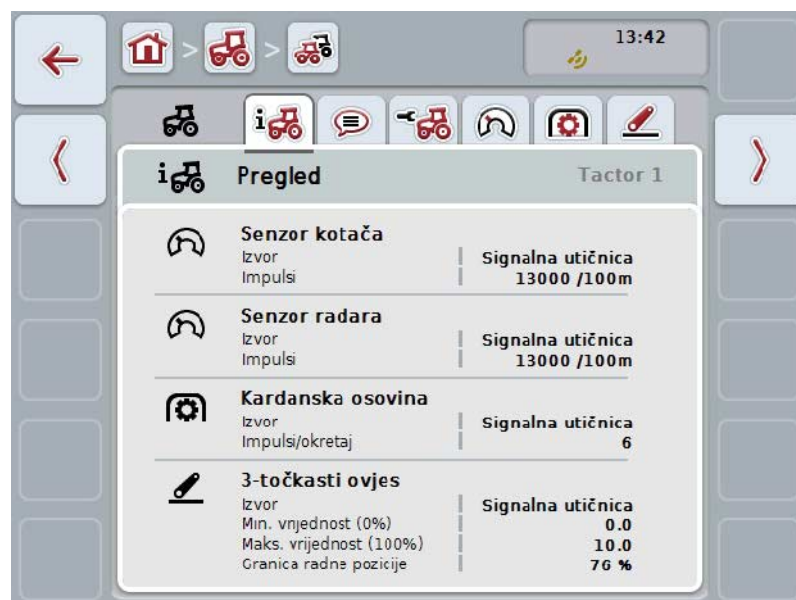 13:42
Pregled Tactor 1
Senzor kotača
Izvor Signalna utičnica
Impulsi 13000 /100m
Senzor radara
Izvor Signalna utičnica
Impulsi 13000 /100m
Kardanska osovina
Izvor Signalna utičnica
Impulsi/okretaj 6
3-točkasti ovjes
Izvor Signalna utičnica
Min. vrijednost (0%) 0.0
Maks. vrijednost (100%) 10.0
Granica radne pozicije 76 %